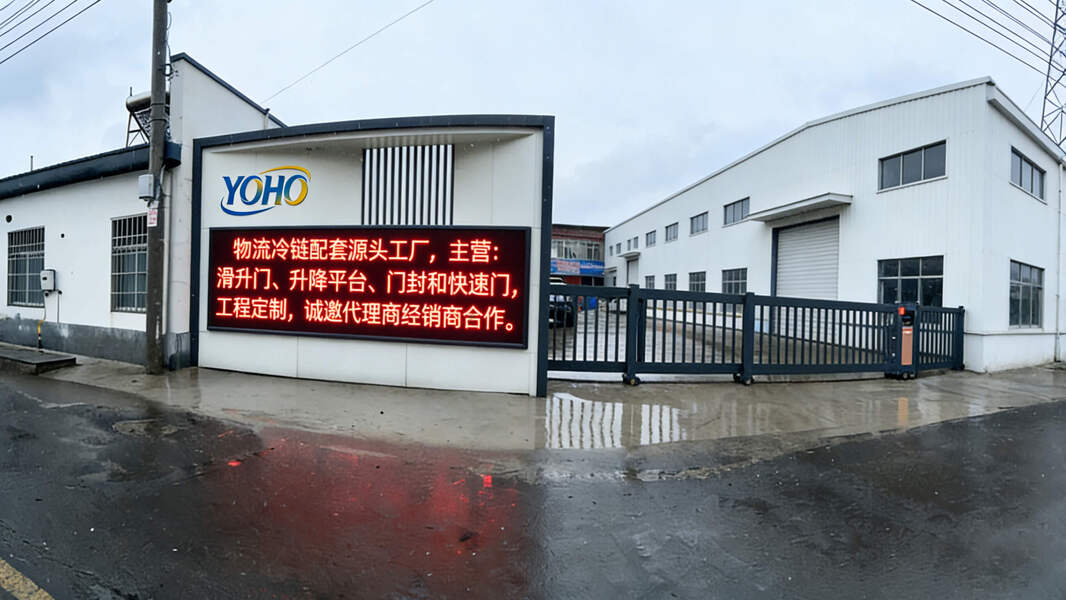 YOHO
物流冷链配套源头工厂，主营：
滑升门、升降平台、门封和快速门，
工程定制，诚邀代理商经销商合作。